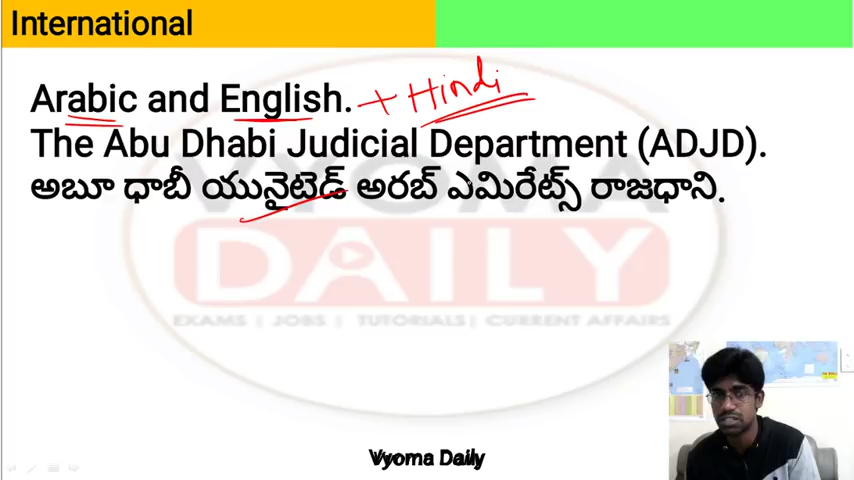 International
Arabic and English. + Hindi
The Abu Dhabi Judicial Department (ADJD).
అబూ ధాబీ యునైటెడ్ అరబ్ ఎమిరేట్స్ రాజధాని.
VYOMA
DAILY
EXAMS | JOBS | TUTORIALS | CURRENT AFFAIRS
Vyoma Daily